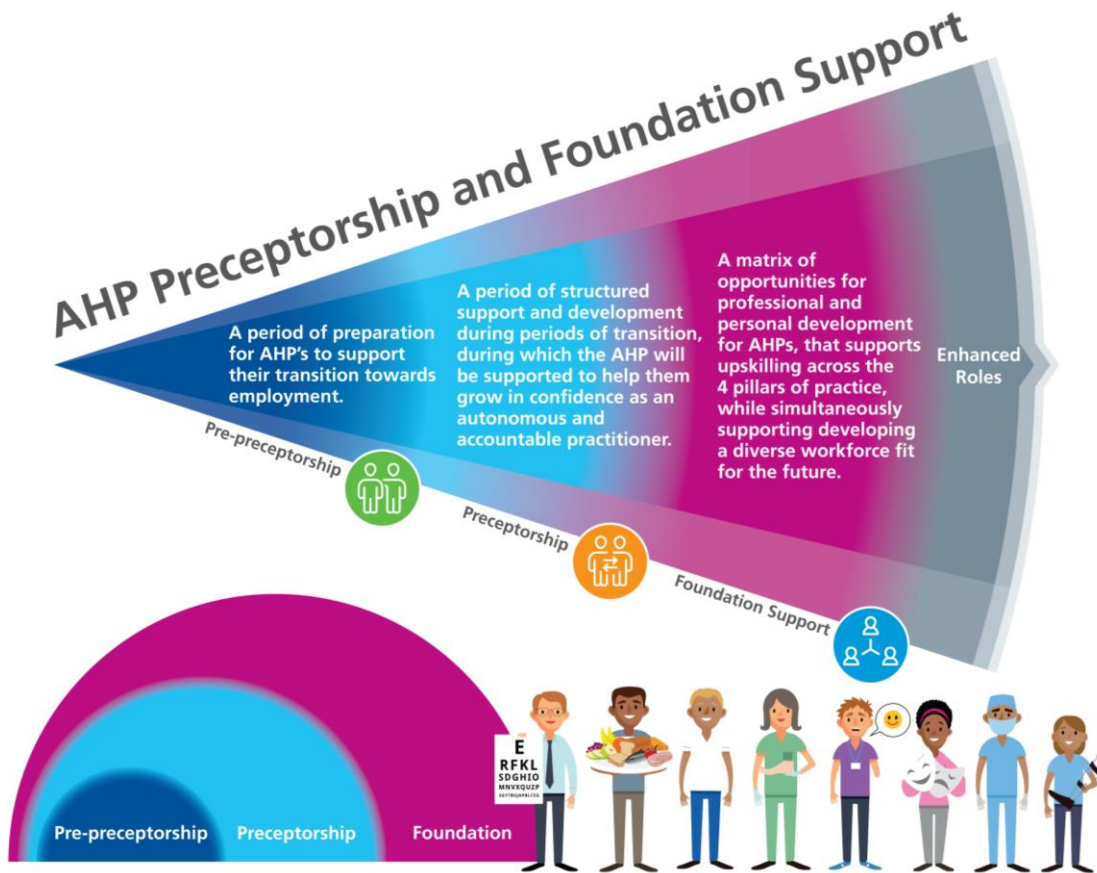 AHP Preceptorship and Foundation Support
A period of preparation
for AHP's to support
their transition towards
employment.
A period of structured
support and development
during periods of transition,
during which the AHP will
be supported to help them
grow in confidence as an
autonomous and
accountable practitioner.
A matrix of
opportunities for
professional and
personal development
for AHPs, that supports
upskilling across the
4 pillars of practice,
while simultaneously
supporting developing
a diverse workforce fit
for the future.
Enhanced
Roles
Pre-preceptorship
Preceptorship
Foundation Support
Pre-preceptorship
Preceptorship
Foundation
E
RFKL
SDGHIO
MNVXQUZP